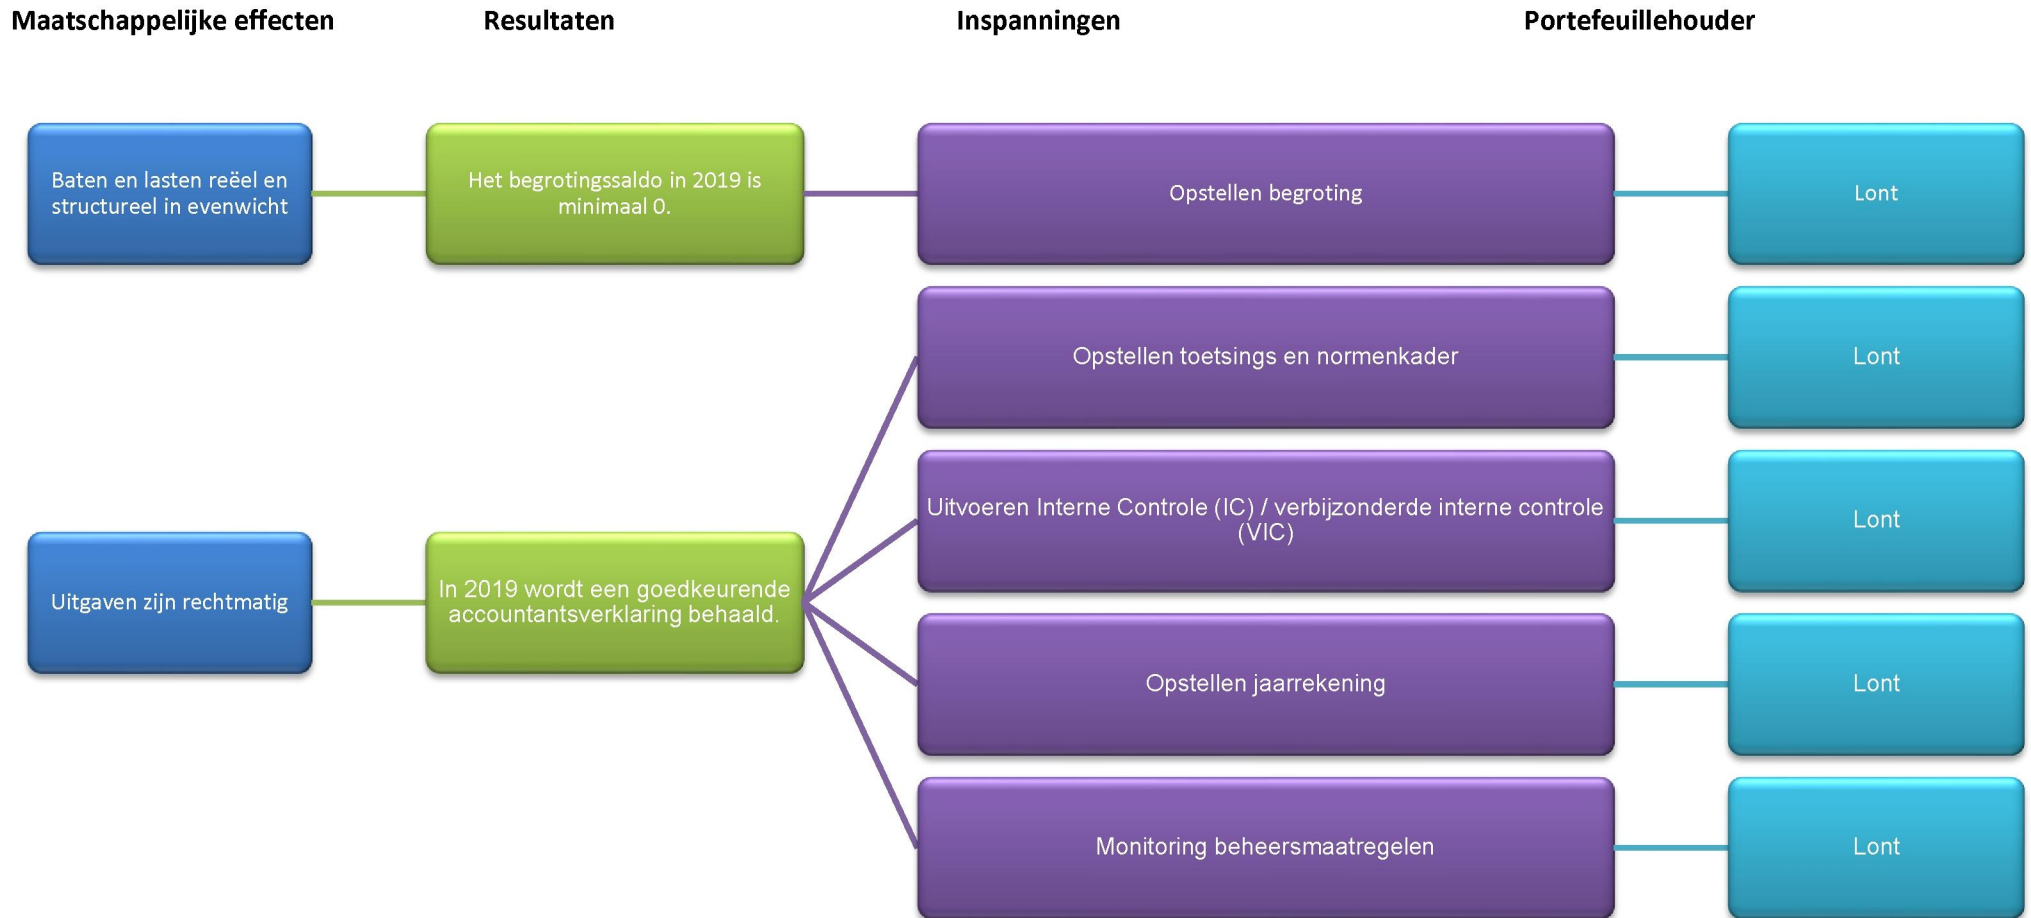 Maatschappelijke effecten
Resultaten
Inspanningen
Portefeuillehouder
Baten en lasten reëel en
structureel in evenwicht
Het begrotingssaldo in 2019 is
minimaal 0.
Opstellen begroting
Lont
Opstellen toetsings en normenkader
Lont
Uitvoeren Interne Controle (IC) / verbijzonderde interne controle
(VIC)
Lont
Uitgaven zijn rechtmatig
In 2019 wordt een goedkeurende
accountantsverklaring behaald.
Opstellen jaarrekening
Lont
Monitoring beheersmaatregelen
Lont